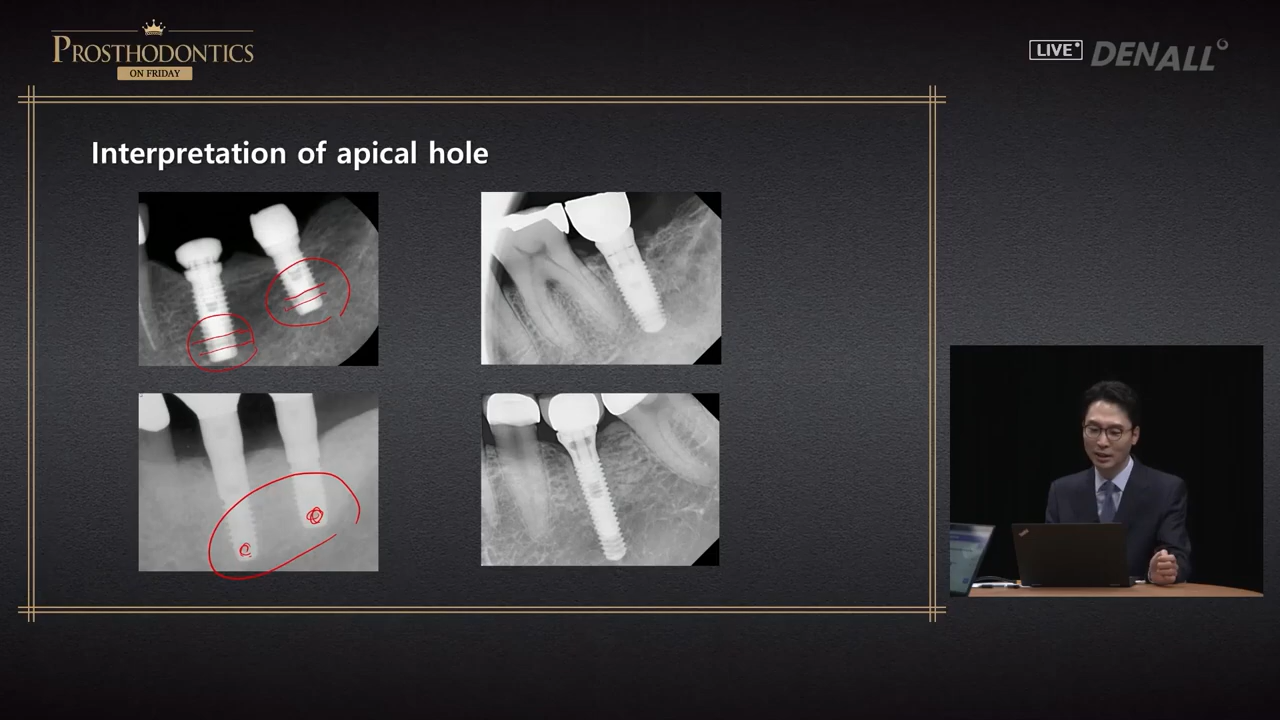 PROSTHODONTICS
ON FRIDAY
LIVE
DENALL
Interpretation of apical hole